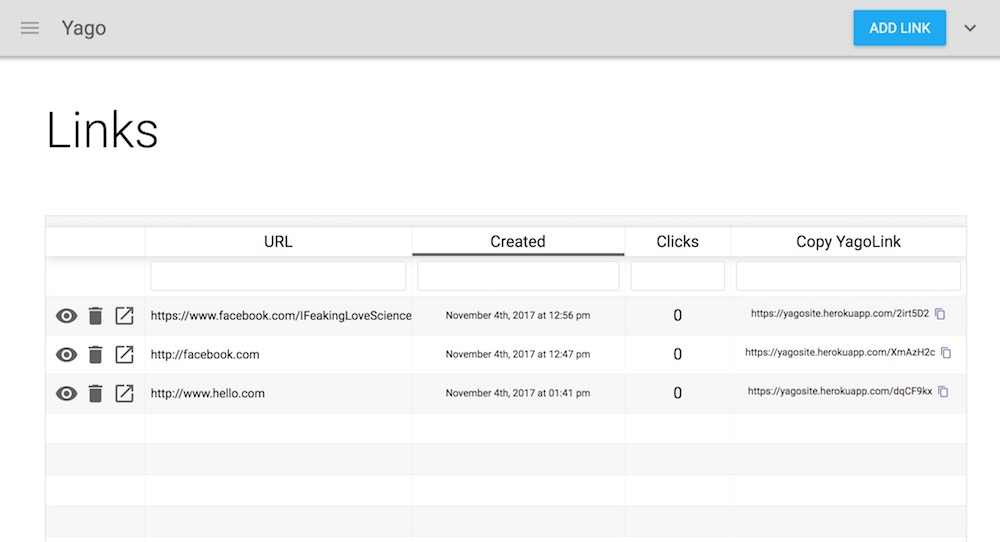 Yago ADD LINK
Links
URL Created Clicks Copy YagoLink
https://www.facebook.com/IFeakingLoveScience November 4th, 2017 at 12:56 pm 0 https://yagosite.herokuapp.com/2irt5D2
http://facebook.com November 4th, 2017 at 12:47 pm 0 https://yagosite.herokuapp.com/XmAzH2c
http://www.hello.com November 4th, 2017 at 01:41 pm 0 https://yagosite.herokuapp.com/dqCF9kx